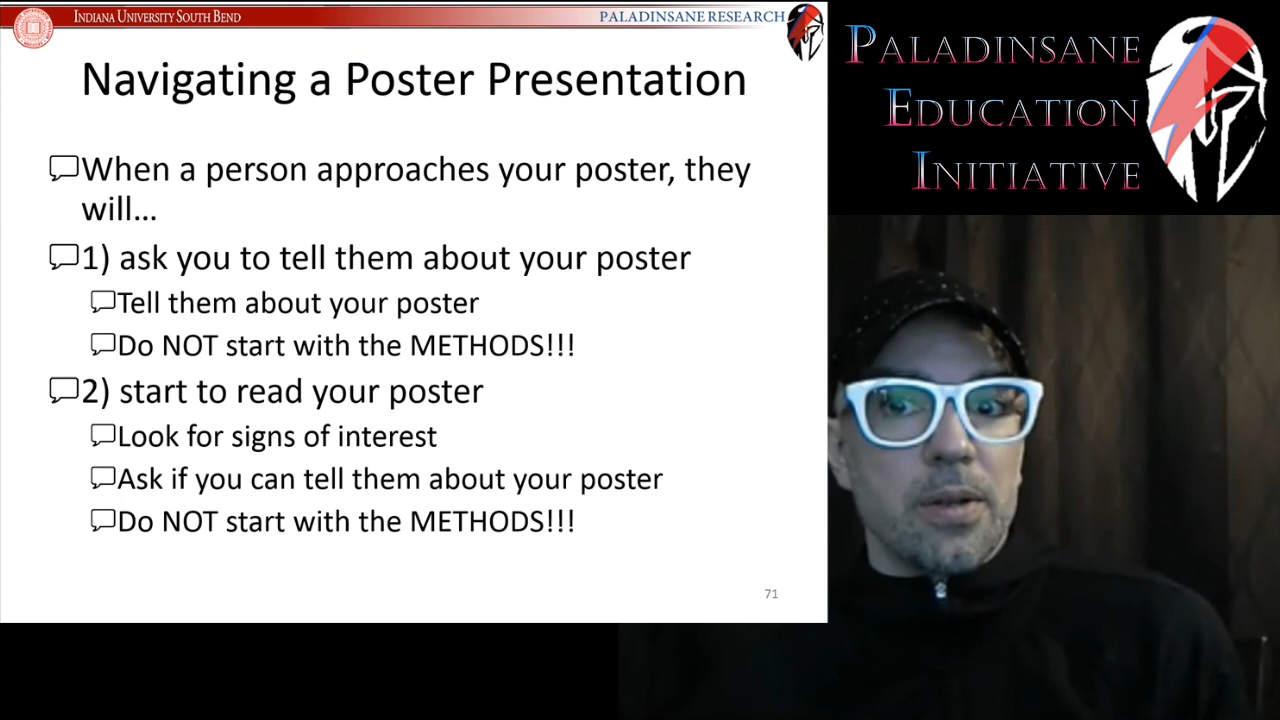 INDIANA UNIVERSITY SOUTH BEND
PALADINSANE RESEARCH
Navigating a Poster Presentation
When a person approaches your poster, they
will…
1) ask you to tell them about your poster
Tell them about your poster
Do NOT start with the METHODS!!!
2) start to read your poster
Look for signs of interest
Ask if you can tell them about your poster
Do NOT start with the METHODS!!!
71
PALADINSANE
EDUCATION
INITIATIVE